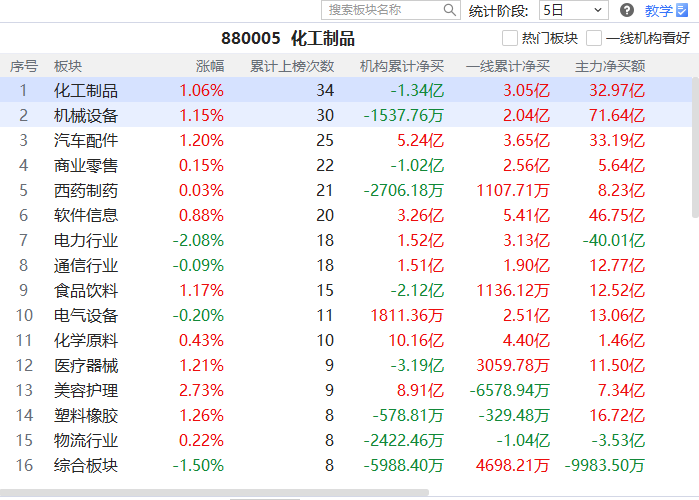 搜索板块名称 统计阶段: 5日 ? 教学
880005 化工制品 热门板块 一线机构看好
序号 板块 涨幅 累计上榜次数 机构累计净买 一线累计净买 主力净买额
1 化工制品 1.06% 34 -1.34亿 3.05亿 32.97亿
2 机械设备 1.15% 30 -1537.76万 2.04亿 71.64亿
3 汽车配件 1.20% 25 5.24亿 3.65亿 33.19亿
4 商业零售 0.15% 22 -1.02亿 2.56亿 5.64亿
5 西药制药 0.03% 21 -2706.18万 1107.71万 8.23亿
6 软件信息 0.88% 20 3.26亿 5.41亿 46.75亿
7 电力行业 -2.08% 18 1.52亿 3.13亿 -40.01亿
8 通信行业 -0.09% 18 1.51亿 1.90亿 12.77亿
9 食品饮料 1.17% 15 -2.12亿 1136.12万 12.52亿
10 电气设备 -0.20% 11 1811.36万 2.51亿 13.06亿
11 化学原料 0.43% 10 10.16亿 4.40亿 1.46亿
12 医疗器械 1.21% 9 -3.19亿 3059.78万 11.50亿
13 美容护理 2.73% 9 8.91亿 -6578.94万 7.34亿
14 塑料橡胶 1.26% 8 -578.81万 -329.48万 16.72亿
15 物流行业 0.22% 8 -2422.46万 -1.04亿 -3.53亿
16 综合板块 -1.50% 8 -5988.40万 4698.21万 -9983.50万